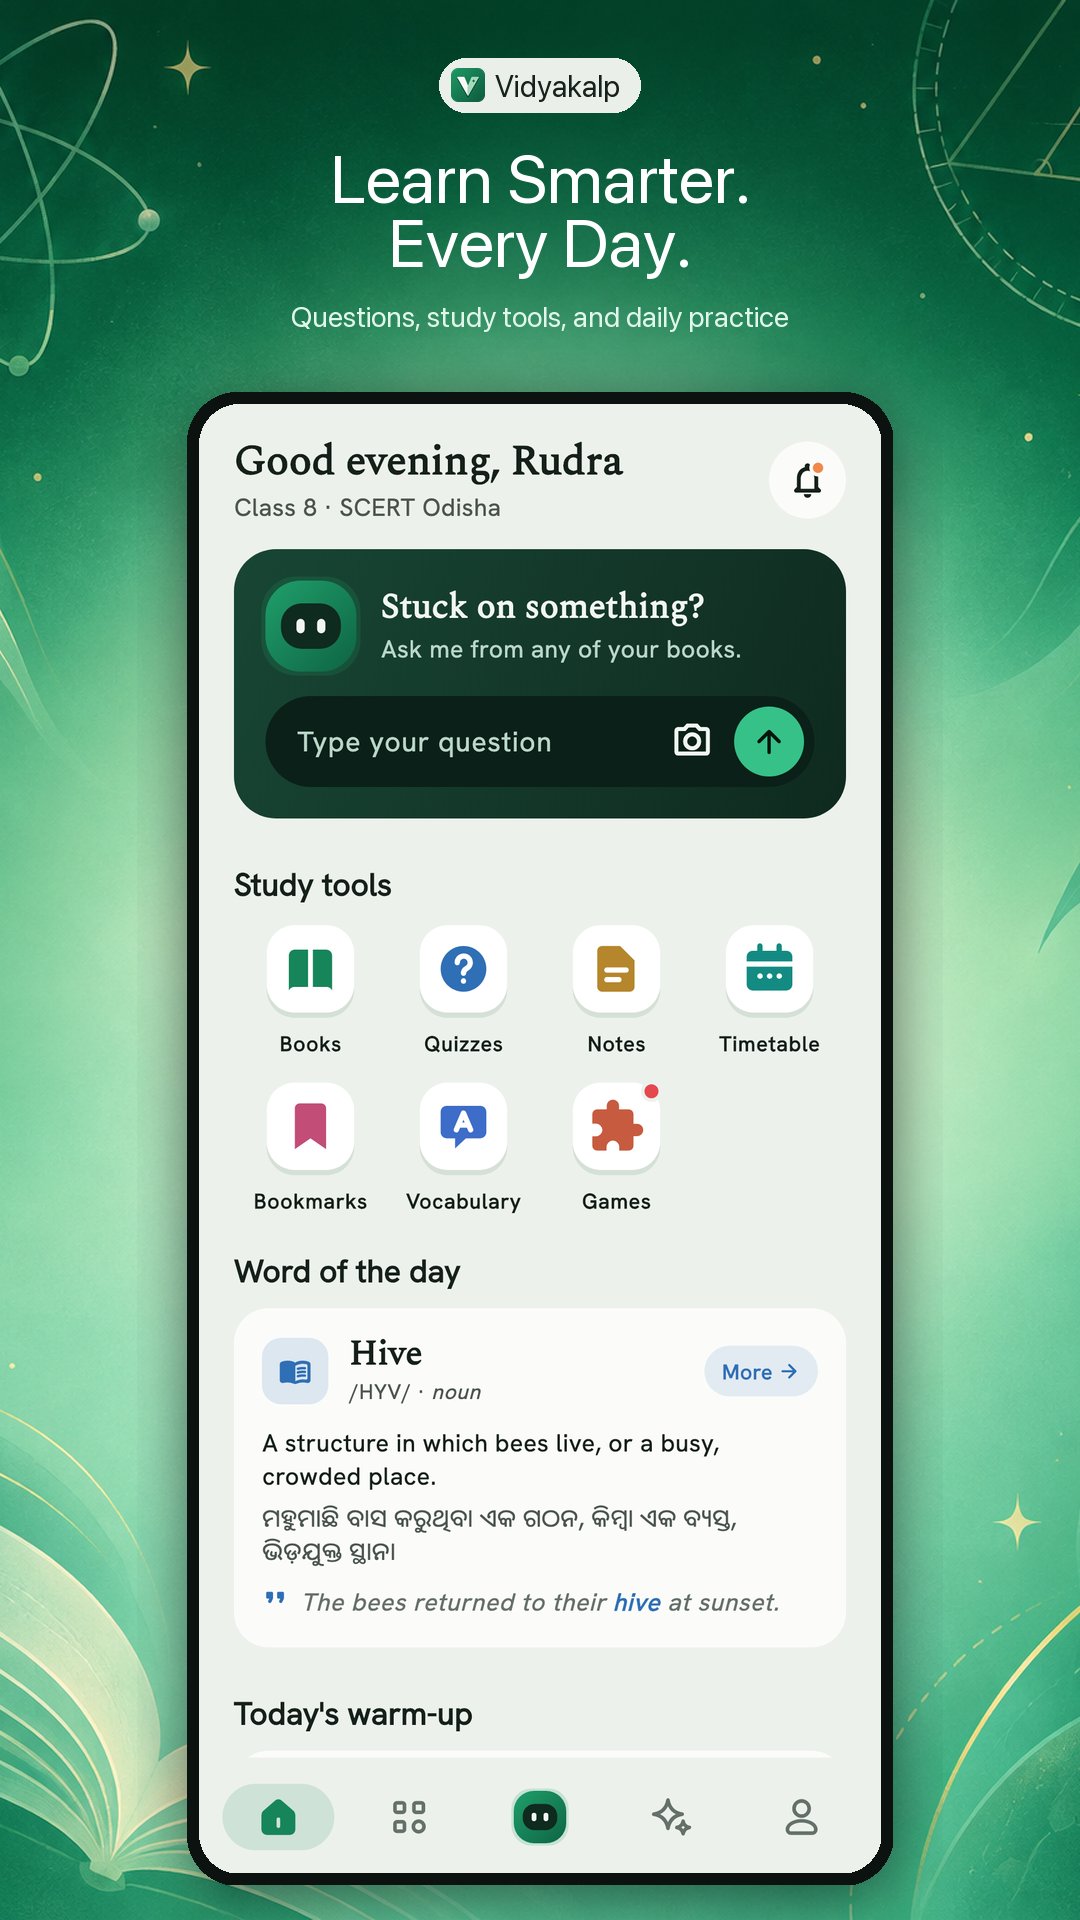 Vidyakalp
Learn Smarter.
Every Day.
Questions, study tools, and daily practice
Good evening, Rudra
Class 8 · SCERT Odisha
Stuck on something?
Ask me from any of your books.
Type your question
Study tools
Books
Quizzes
Notes
Timetable
Bookmarks
Vocabulary
Games
Word of the day
Hive
/HYV/ · noun
More →
A structure in which bees live, or a busy,
crowded place.
ମହୁମାଛି ବାସ କରୁଥିବା ଏକ ଗଠନ, କିମ୍ବା ଏକ ବ୍ୟସ୍ତ,
ଭିଡ଼ଯୁକ୍ତ ସ୍ଥାନ।
" The bees returned to their hive at sunset.
Today's warm-up